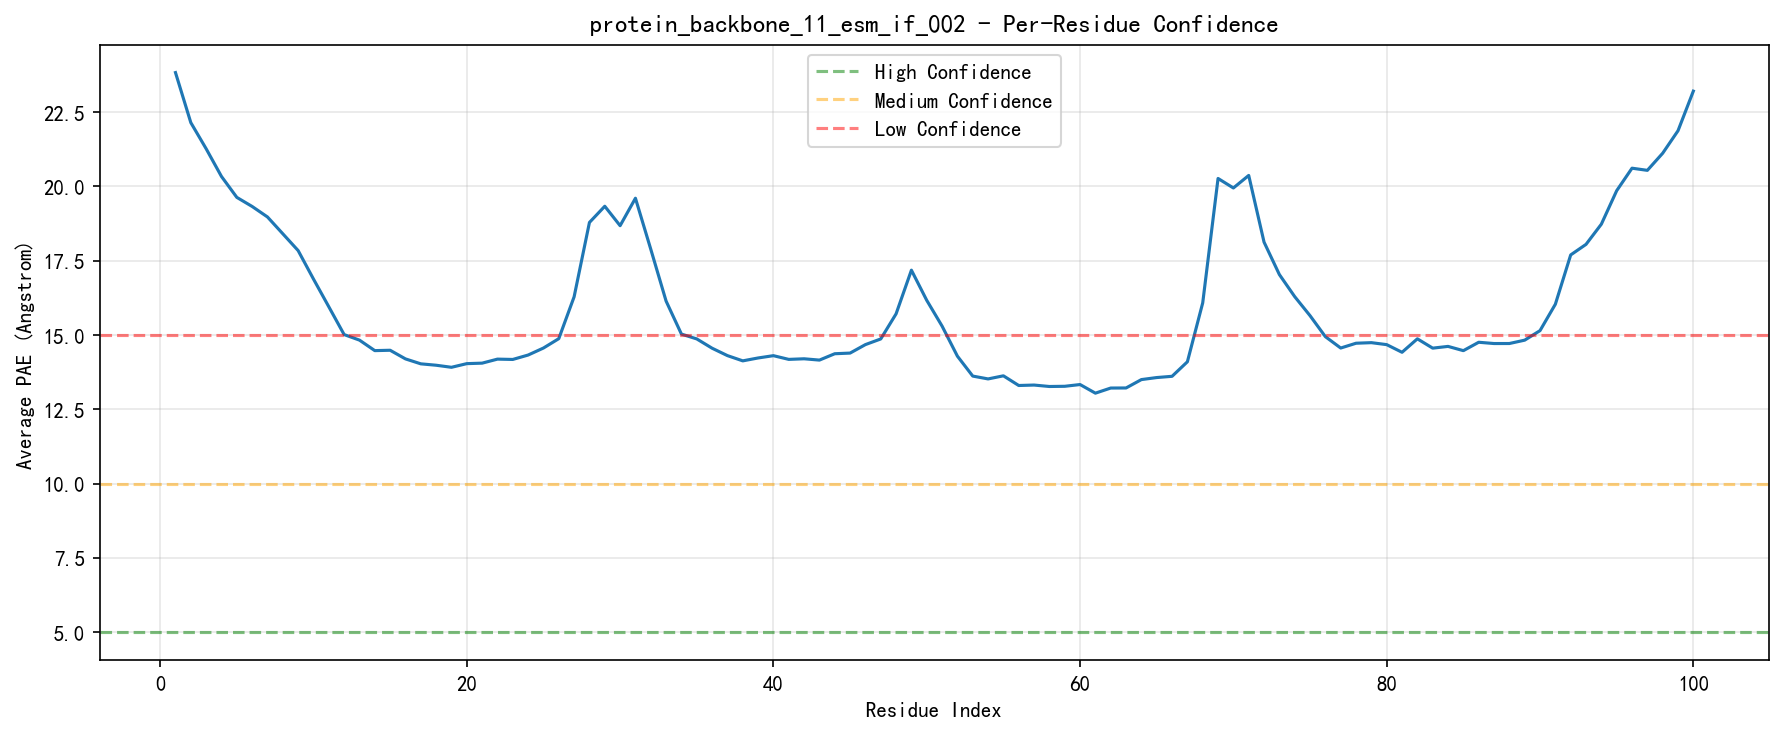 protein_backbone_11_esm_if_002 - Per-Residue Confidence
High Confidence
Medium Confidence
Low Confidence
Average PAE (Angstrom)
22.5
20.0
17.5
15.0
12.5
10.0
7.5
5.0
0 20 40 60 80 100
Residue Index